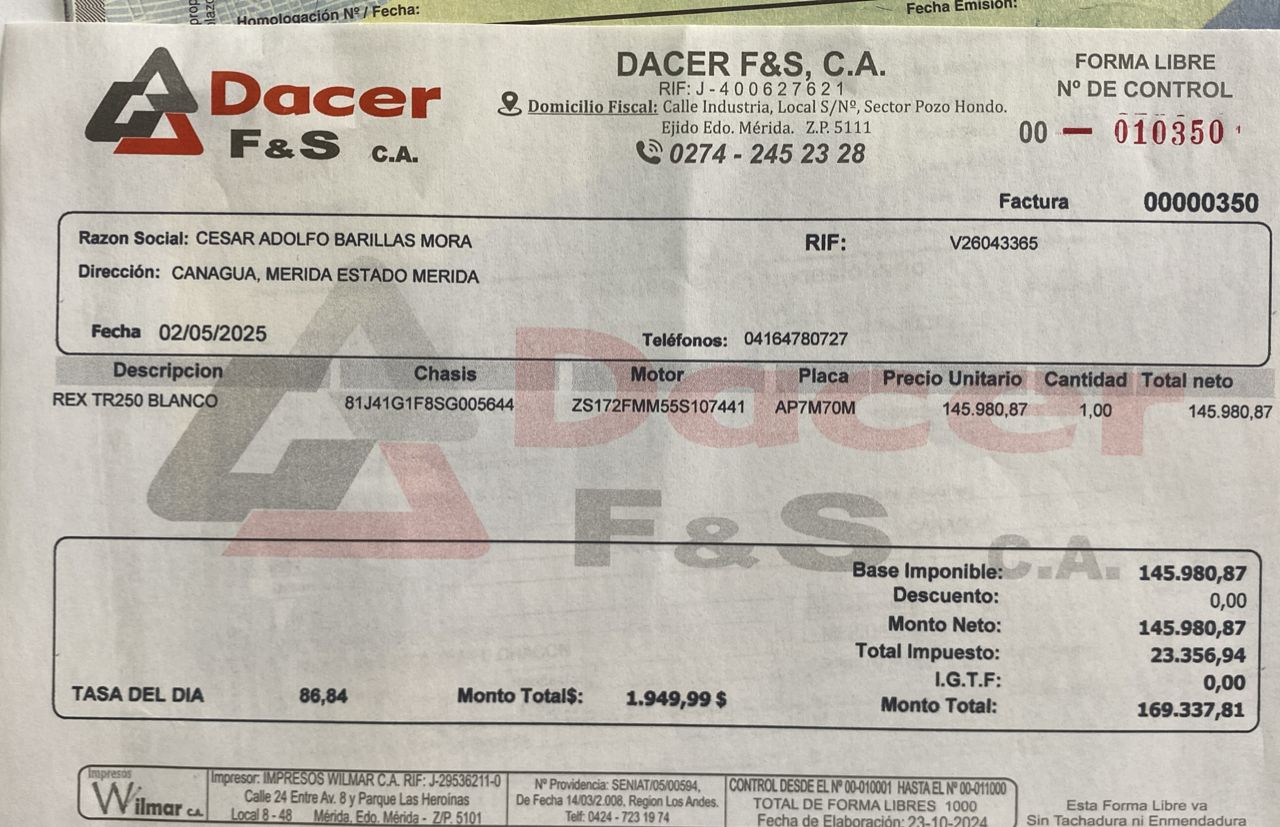 Homologación Nº / Fecha:
Fecha Emisión:
Dacer
F&S C.A.
DACER F&S, C.A.
RIF: J-400627621
Domicilio Fiscal: Calle Industria, Local S/Nº, Sector Pozo Hondo.
Ejido Edo. Mérida. Z.P. 5111
0274 - 245 23 28
FORMA LIBRE
Nº DE CONTROL
00 — 010350
Factura 00000350
Razon Social: CESAR ADOLFO BARILLAS MORA RIF: V26043365
Dirección: CANAGUA, MERIDA ESTADO MERIDA
Fecha 02/05/2025 Teléfonos: 04164780727
Descripcion Chasis Motor Placa Precio Unitario Cantidad Total neto
REX TR250 BLANCO 81J41G1F8SG005644 ZS172FMM55S107441 AP7M70M 145.980,87 1,00 145.980,87
Dacer
F&S C.A.
Base Imponible: 145.980,87
Descuento: 0,00
Monto Neto: 145.980,87
Total Impuesto: 23.356,94
I.G.T.F: 0,00
TASA DEL DIA 86,84 Monto Total$: 1.949,99 $ Monto Total: 169.337,81
Impresos
Wilmar C.A.
Impresor: IMPRESOS WILMAR C.A. RIF: J-29536211-0
Calle 24 Entre Av. 8 y Parque Las Heroínas
Local 8 - 48 Mérida, Edo. Mérida - Z/P. 5101
Nº Providencia: SENIAT/05/00594,
De Fecha 14/03/2.008, Region Los Andes.
Telf: 0424 - 723 19 74
CONTROL DESDE EL Nº 00-010001 HASTA EL Nº 00-011000
TOTAL DE FORMA LIBRES 1000
Fecha de Elaboración: 23-10-2024
Esta Forma Libre va
Sin Tachadura ni Enmendadura